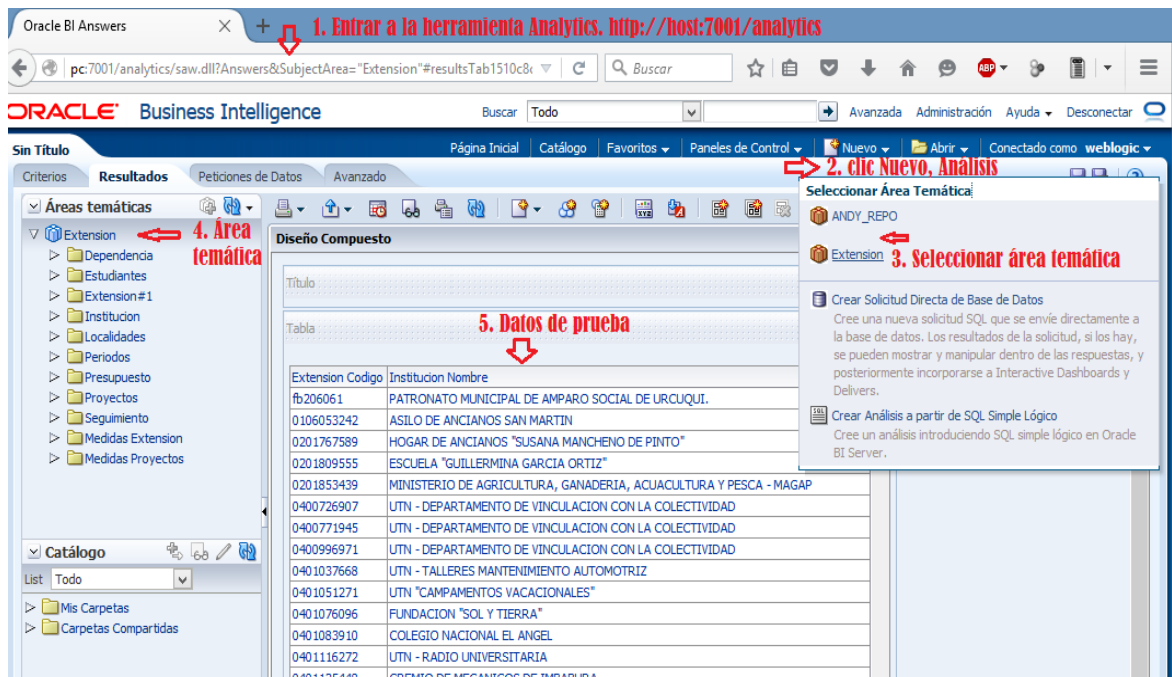 Oracle BI Answers
1. Entrar a la herramienta Analytics. http://host:7001/analytics
pc:7001/analytics/saw.dll?Answers&SubjectArea="Extension"#resultsTab1510c8
Buscar
ABP
ORACLE Business Intelligence
Buscar Todo
Avanzada Administración Ayuda Desconectar
Sin Título
Página Inicial Catálogo Favoritos Paneles de Control Nuevo Abrir Conectado como weblogic
2. clic Nuevo, Análisis
Criterios Resultados Peticiones de Datos Avanzado
Áreas temáticas
Extension
4. Área temática
Dependencia
Estudiantes
Extension#1
Institucion
Localidades
Periodos
Presupuesto
Proyectos
Seguimiento
Medidas Extension
Medidas Proyectos
Catálogo
List Todo
Mis Carpetas
Carpetas Compartidas
Diseño Compuesto
Título
Tabla
5. Datos de prueba
Extension Codigo Institucion Nombre
fb206061 PATRONATO MUNICIPAL DE AMPARO SOCIAL DE URCUQUI.
0106053242 ASILO DE ANCIANOS SAN MARTIN
0201767589 HOGAR DE ANCIANOS "SUSANA MANCHENO DE PINTO"
0201809555 ESCUELA "GUILLERMINA GARCIA ORTIZ"
0201853439 MINISTERIO DE AGRICULTURA, GANADERIA, ACUACULTURA Y PESCA - MAGAP
0400726907 UTN - DEPARTAMENTO DE VINCULACION CON LA COLECTIVIDAD
0400771945 UTN - DEPARTAMENTO DE VINCULACION CON LA COLECTIVIDAD
0400996971 UTN - DEPARTAMENTO DE VINCULACION CON LA COLECTIVIDAD
0401037668 UTN - TALLERES MANTENIMIENTO AUTOMOTRIZ
0401051271 UTN "CAMPAMENTOS VACACIONALES"
0401076096 FUNDACION "SOL Y TIERRA"
0401083910 COLEGIO NACIONAL EL ANGEL
0401116272 UTN - RADIO UNIVERSITARIA
Seleccionar Área Temática
ANDY_REPO
Extension
3. Seleccionar área temática
Crear Solicitud Directa de Base de Datos
Cree una nueva solicitud SQL que se envíe directamente a
la base de datos. Los resultados de la solicitud, si los hay,
se pueden mostrar y manipular dentro de las respuestas, y
posteriormente incorporarse a Interactive Dashboards y
Delivers.
Crear Análisis a partir de SQL Simple Lógico
Cree un análisis introduciendo SQL simple lógico en Oracle
BI Server.